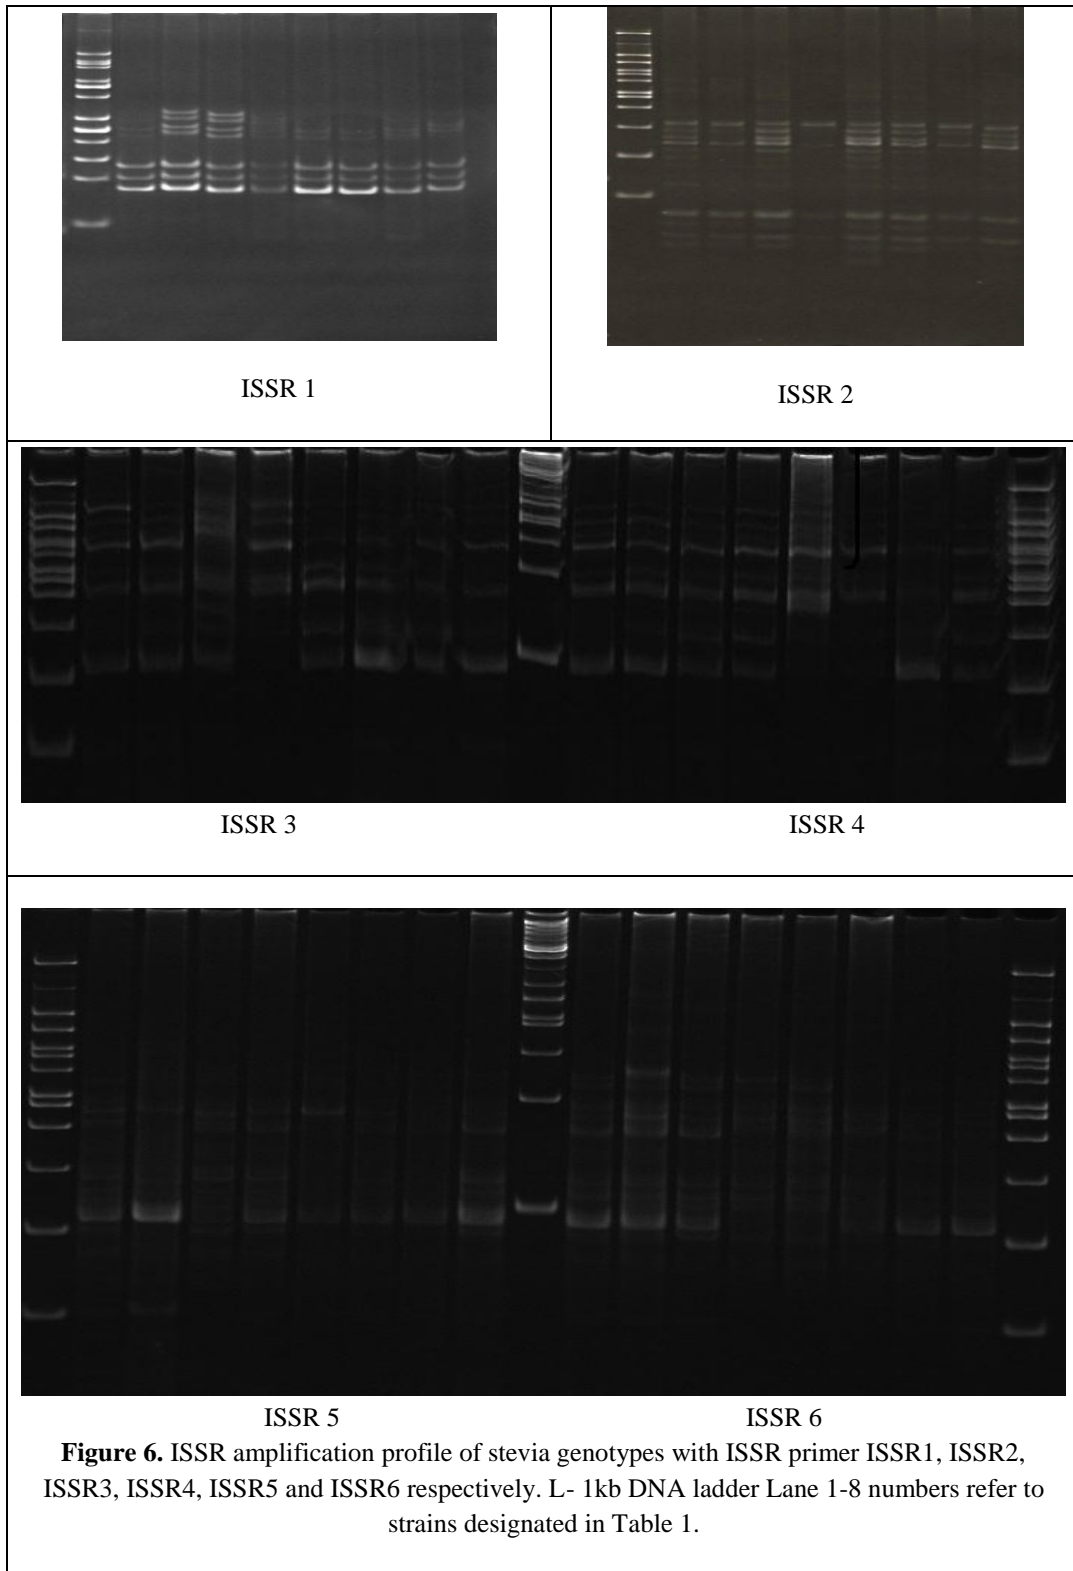 ISSR 1
ISSR 2
ISSR 3
ISSR 4
ISSR 5
ISSR 6
Figure 6. ISSR amplification profile of stevia genotypes with ISSR primer ISSR1, ISSR2,
ISSR3, ISSR4, ISSR5 and ISSR6 respectively. L- 1kb DNA ladder Lane 1-8 numbers refer to
strains designated in Table 1.